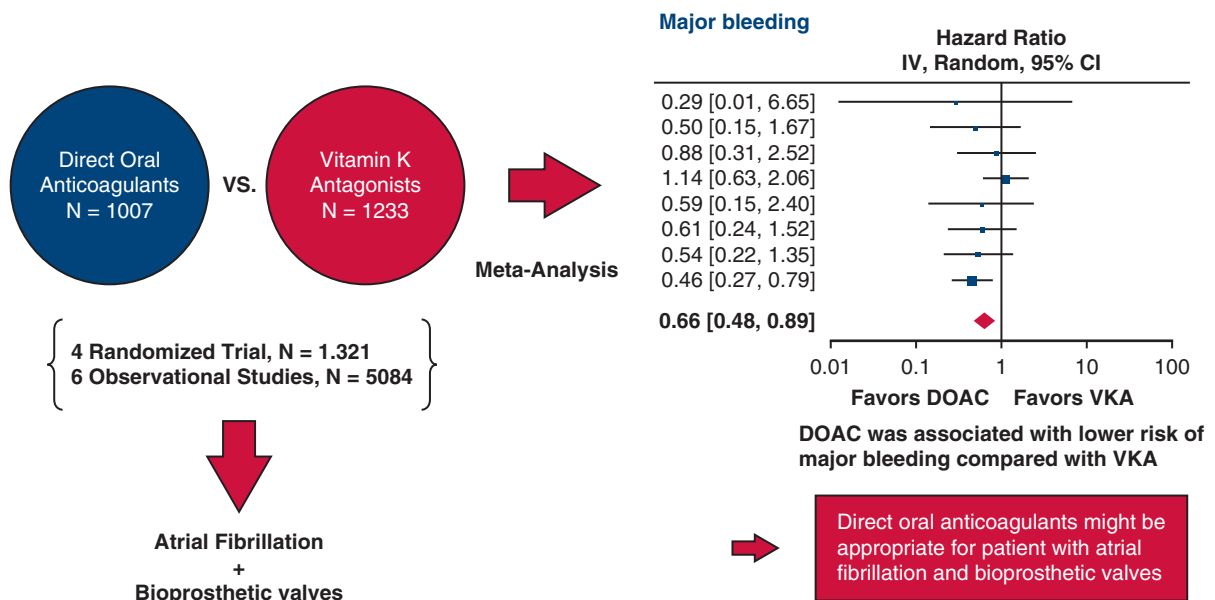 Direct Oral
Anticoagulants
N = 1007
VS.
Vitamin K
Antagonists
N = 1233
Meta-Analysis
4 Randomized Trial, N = 1.321
6 Observational Studies, N = 5084
Atrial Fibrillation
+
Bioprosthetic valves
Major bleeding
Hazard Ratio
IV, Random, 95% CI
0.29 [0.01, 6.65]
0.50 [0.15, 1.67]
0.88 [0.31, 2.52]
1.14 [0.63, 2.06]
0.59 [0.15, 2.40]
0.61 [0.24, 1.52]
0.54 [0.22, 1.35]
0.46 [0.27, 0.79]
0.66 [0.48, 0.89]
0.01 0.1 1 10 100
Favors DOAC Favors VKA
DOAC was associated with lower risk of
major bleeding compared with VKA
Direct oral anticoagulants might be
appropriate for patient with atrial
fibrillation and bioprosthetic valves